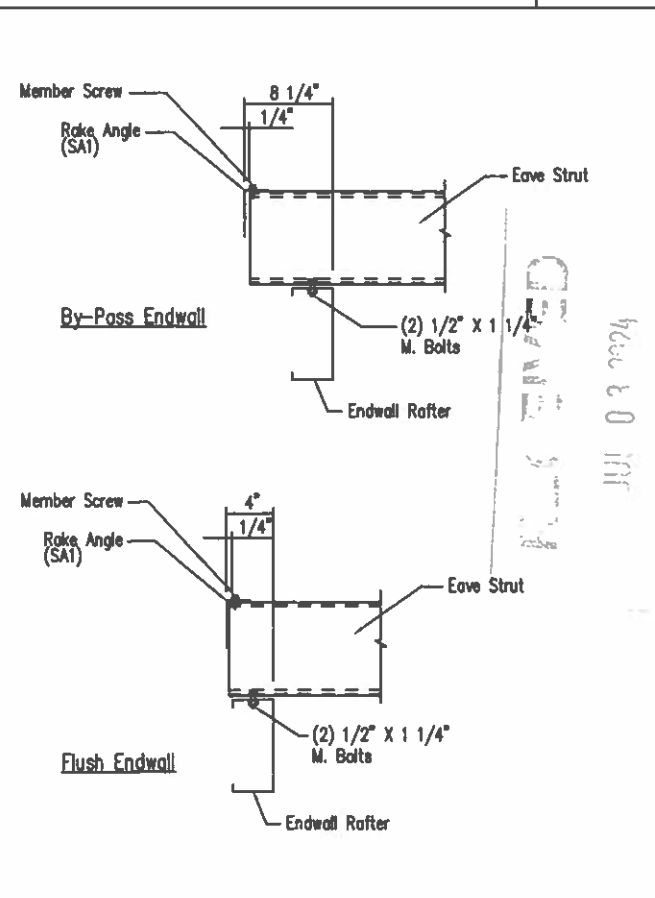 Member Screw
8 1/4"
1/4"
Rake Angle
(SA1)
Eave Strut
By-Pass Endwall
(2) 1/2" X 1 1/4"
M. Bolts
Endwall Rafter
Member Screw
4"
1/4"
Rake Angle
(SA1)
Eave Strut
(2) 1/2" X 1 1/4"
M. Bolts
Flush Endwall
Endwall Rafter